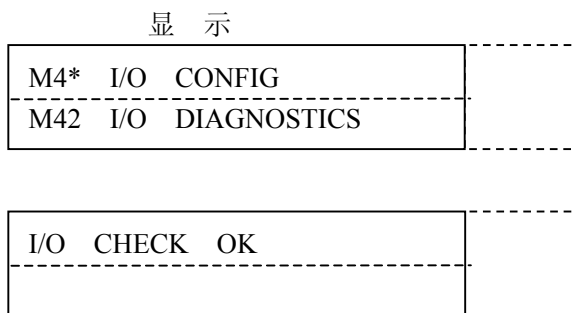 显 示
M4* I/O CONFIG
M42 I/O DIAGNOSTICS
I/O CHECK OK